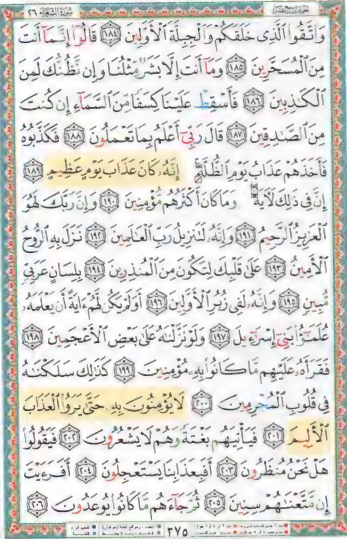 وَاتَّقُوا الَّذِي خَلَقَكُمْ وَالْجِبِلَّةَ الْأَوَّلِينَ ١٨٤ قَالُوا إِنَّمَا أَنتَ
مِنَ الْمُسَحَّرِينَ ١٨٥ وَمَا أَنتَ إِلَّا بَشَرٌ مِّثْلُنَا وَإِن نَّظُنُّكَ لَمِنَ
الْكَاذِبِينَ ١٨٦ فَأَسْقِطْ عَلَيْنَا كِسَفًا مِّنَ السَّمَاءِ إِن كُنتَ
مِنَ الصَّادِقِينَ ١٨٧ قَالَ رَبِّي أَعْلَمُ بِمَا تَعْمَلُونَ ١٨٨ فَكَذَّبُوهُ
فَأَخَذَهُمْ عَذَابُ يَوْمِ الظُّلَّةِ إِنَّهُ كَانَ عَذَابَ يَوْمٍ عَظِيمٍ ١٨٩
إِنَّ فِي ذَٰلِكَ لَآيَةً وَمَا كَانَ أَكْثَرُهُم مُّؤْمِنِينَ ١٩٠ وَإِنَّ رَبَّكَ لَهُوَ
الْعَزِيزُ الرَّحِيمُ ١٩١ وَإِنَّهُ لَتَنزِيلُ رَبِّ الْعَالَمِينَ ١٩٢ نَزَلَ بِهِ الرُّوحُ
الْأَمِينُ ١٩٣ عَلَىٰ قَلْبِكَ لِتَكُونَ مِنَ الْمُنذِرِينَ ١٩٤ بِلِسَانٍ عَرَبِيٍّ
مُّبِينٍ ١٩٥ وَإِنَّهُ لَفِي زُبُرِ الْأَوَّلِينَ ١٩٦ أَوَلَمْ يَكُن لَّهُمْ آيَةً أَن يَعْلَمَهُ
عُلَمَاءُ بَنِي إِسْرَائِيلَ ١٩٧ وَلَوْ نَزَّلْنَاهُ عَلَىٰ بَعْضِ الْأَعْجَمِينَ ١٩٨
فَقَرَأَهُ عَلَيْهِم مَّا كَانُوا بِهِ مُؤْمِنِينَ ١٩٩ كَذَٰلِكَ سَلَكْنَاهُ
فِي قُلُوبِ الْمُجْرِمِينَ ٢٠٠ لَا يُؤْمِنُونَ بِهِ حَتَّىٰ يَرَوُا الْعَذَابَ
الْأَلِيمَ ٢٠١ فَيَأْتِيَهُم بَغْتَةً وَهُمْ لَا يَشْعُرُونَ ٢٠٢ فَيَقُولُوا
هَلْ نَحْنُ مُنظَرُونَ ٢٠٣ أَفَبِعَذَابِنَا يَسْتَعْجِلُونَ ٢٠٤ أَفَرَأَيْتَ
إِن مَّتَّعْنَاهُمْ سِنِينَ ٢٠٥ ثُمَّ جَاءَهُم مَّا كَانُوا يُوعَدُونَ ٢٠٦
٣٧٥